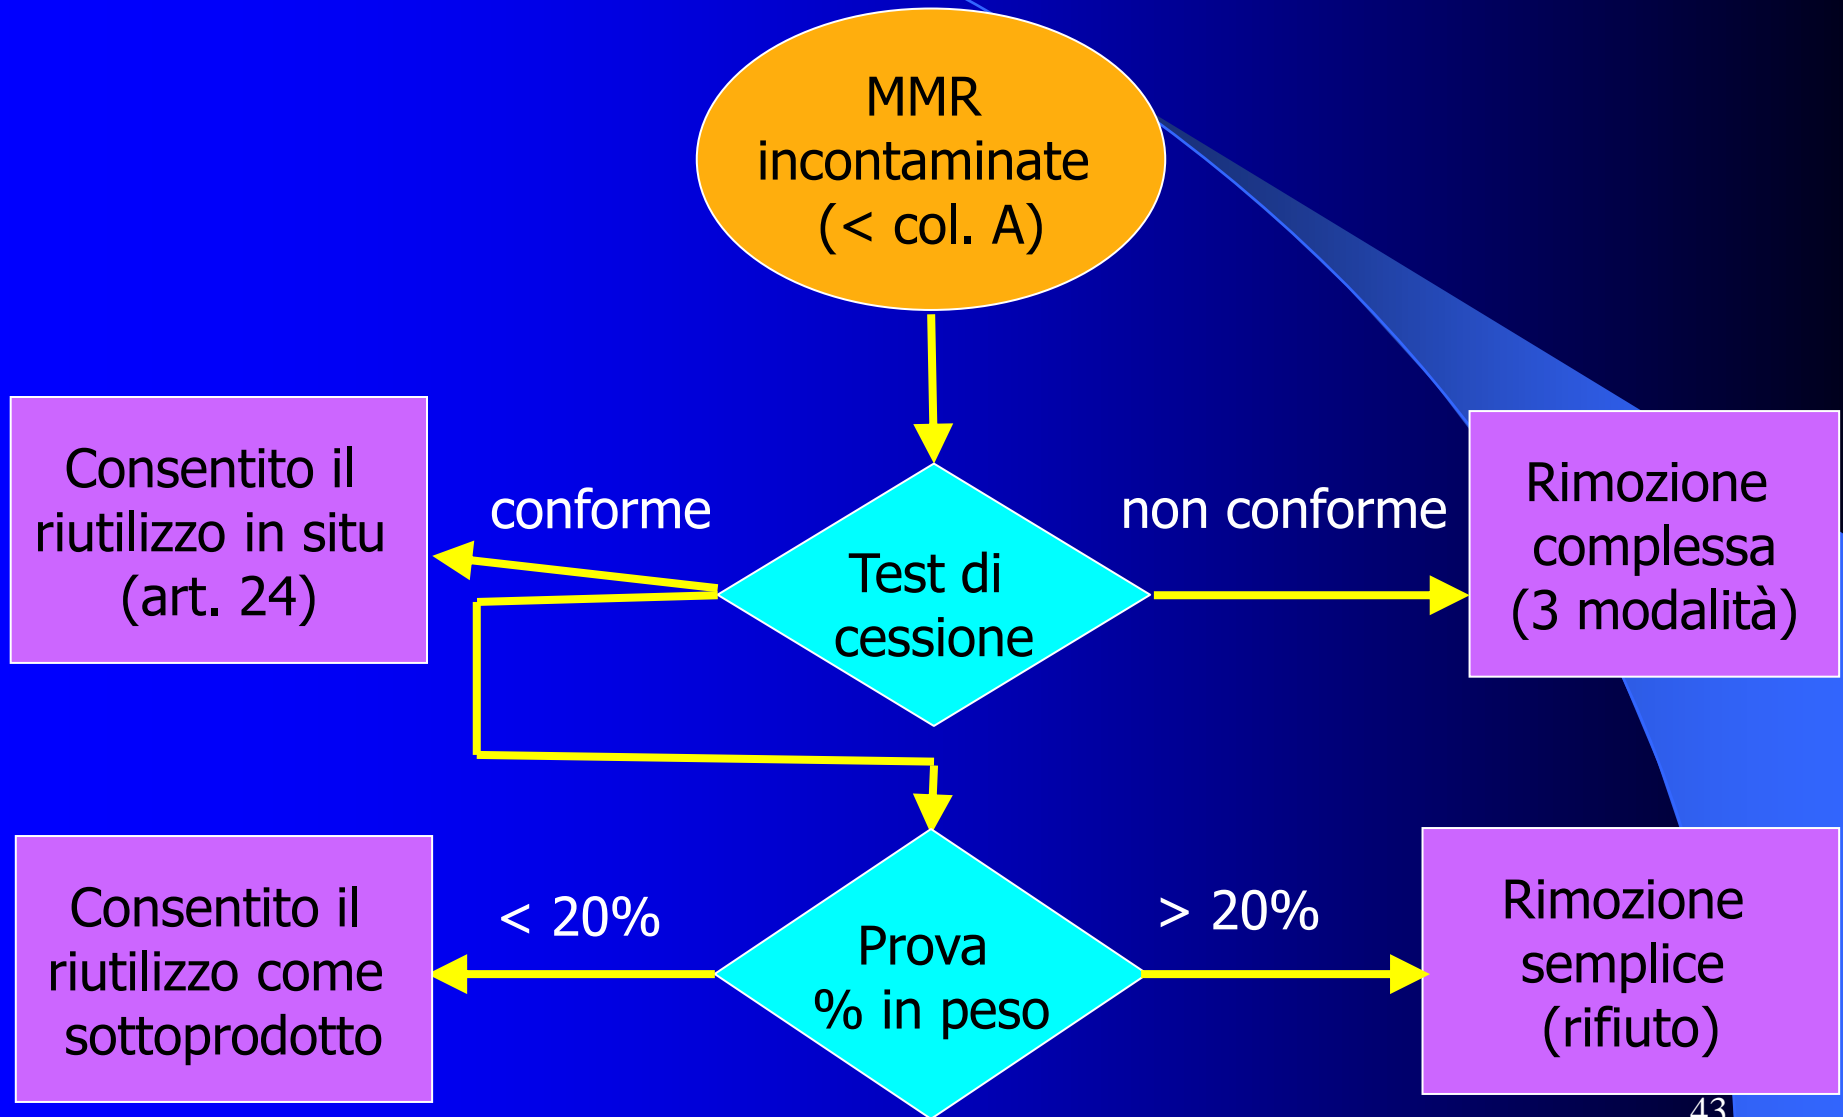 MMR
incontaminate
(< col. A)
Consentito il
riutilizzo in situ
(art. 24)
conforme
Test di
cessione
non conforme
Rimozione
complessa
(3 modalità)
Consentito il
riutilizzo come
sottoprodotto
< 20%
Prova
% in peso
> 20%
Rimozione
semplice
(rifiuto)
43